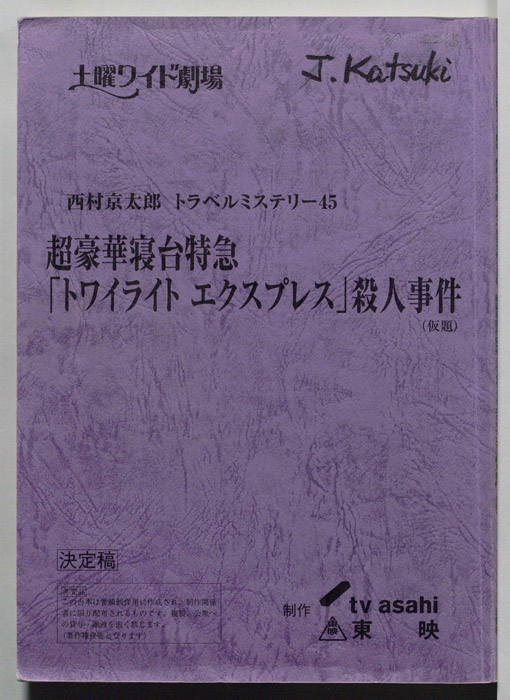 土曜ワイド劇場
J. Katsuki
西村京太郎 トラベルミステリー45
超豪華寝台特急
「トワイライト エクスプレス」殺人事件
(仮題)
決定稿
制作
tv asahi
東映
東 映